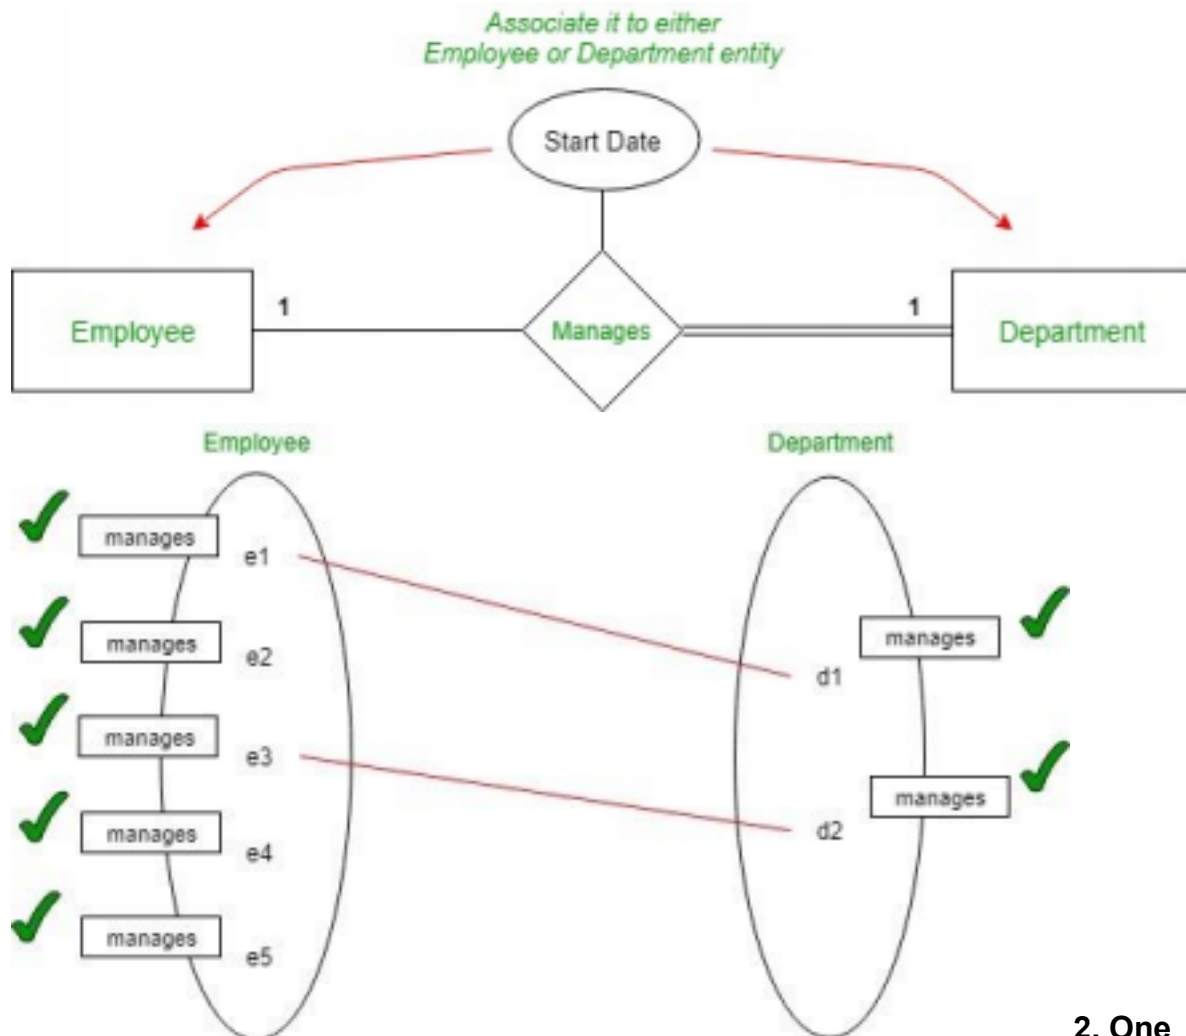 Associate it to either
Employee or Department entity
Start Date
Employee
1
Manages
1
Department
Employee
Department
manages
e1
manages
e2
manages
e3
manages
e4
manages
e5
manages
d1
manages
d2
2. One